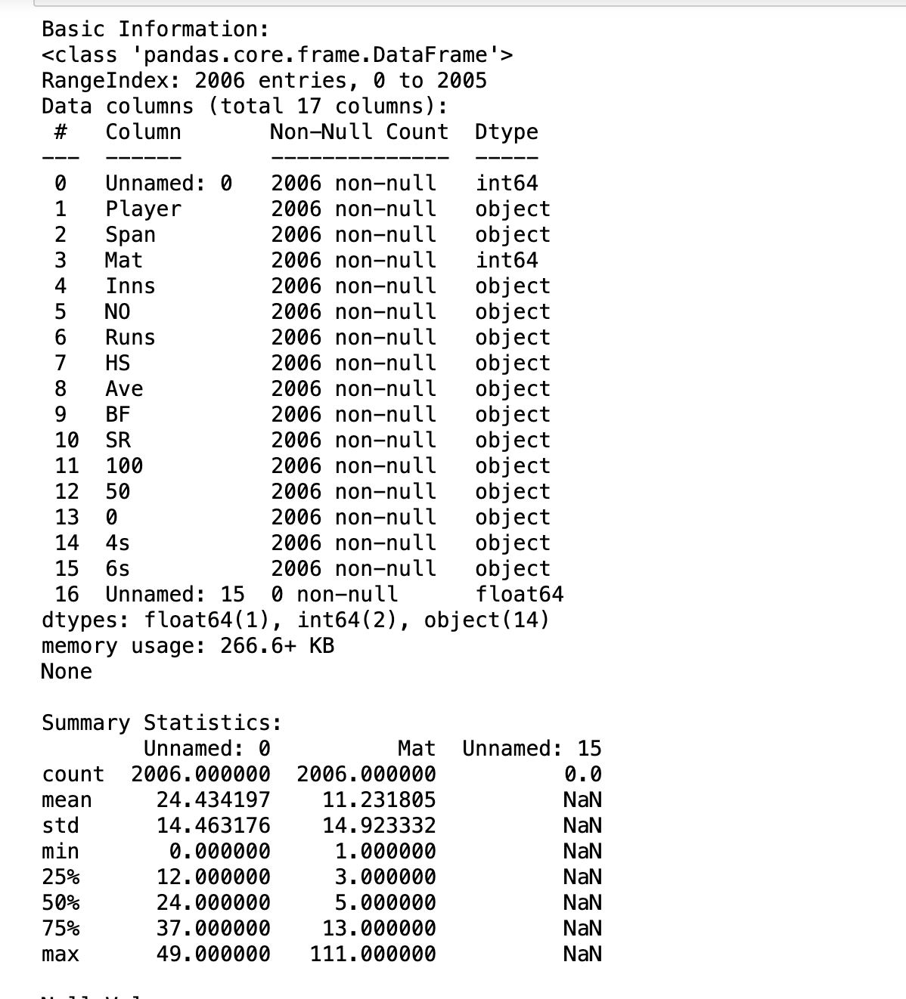 Basic Information:
<class 'pandas.core.frame.DataFrame'>
RangeIndex: 2006 entries, 0 to 2005
Data columns (total 17 columns):
 #   Column       Non-Null Count  Dtype
---  ------       --------------  -----
 0   Unnamed: 0   2006 non-null   int64
 1   Player       2006 non-null   object
 2   Span         2006 non-null   object
 3   Mat          2006 non-null   int64
 4   Inns         2006 non-null   object
 5   NO           2006 non-null   object
 6   Runs         2006 non-null   object
 7   HS           2006 non-null   object
 8   Ave          2006 non-null   object
 9   BF           2006 non-null   object
 10  SR           2006 non-null   object
 11  100          2006 non-null   object
 12  50           2006 non-null   object
 13  0            2006 non-null   object
 14  4s           2006 non-null   object
 15  6s           2006 non-null   object
 16  Unnamed: 15  0 non-null      float64
dtypes: float64(1), int64(2), object(14)
memory usage: 266.6+ KB
None
Summary Statistics:
        Unnamed: 0          Mat  Unnamed: 15
count  2006.000000  2006.000000          0.0
mean     24.434197    11.231805          NaN
std      14.463176    14.923332          NaN
min       0.000000     1.000000          NaN
25%      12.000000     3.000000          NaN
50%      24.000000     5.000000          NaN
75%      37.000000    13.000000          NaN
max      49.000000   111.000000          NaN